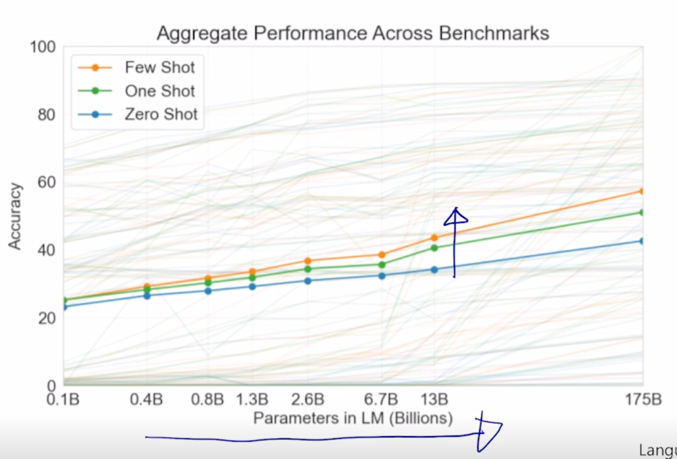 Aggregate Performance Across Benchmarks
100
Few Shot
One Shot
Zero Shot
80
60
40
20
0
Accuracy
0.1B 0.4B 0.8B 1.3B 2.6B 6.7B 13B 175B
Parameters in LM (Billions)
Langu